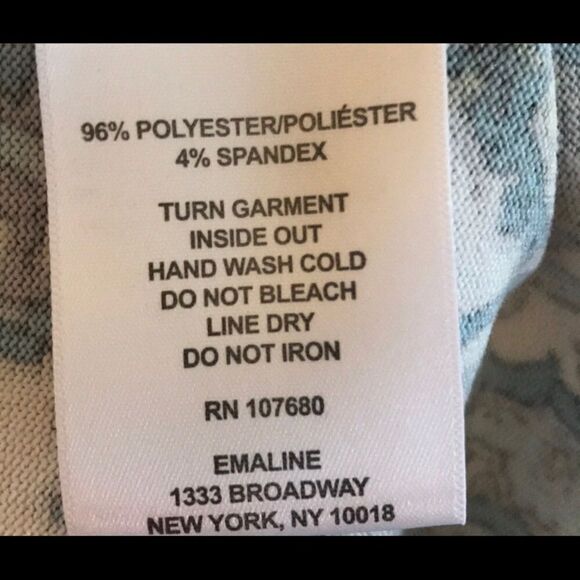 96% POLYESTER/POLIÉSTER
4% SPANDEX
TURN GARMENT
INSIDE OUT
HAND WASH COLD
DO NOT BLEACH
LINE DRY
DO NOT IRON
RN 107680
EMALINE
1333 BROADWAY
NEW YORK, NY 10018